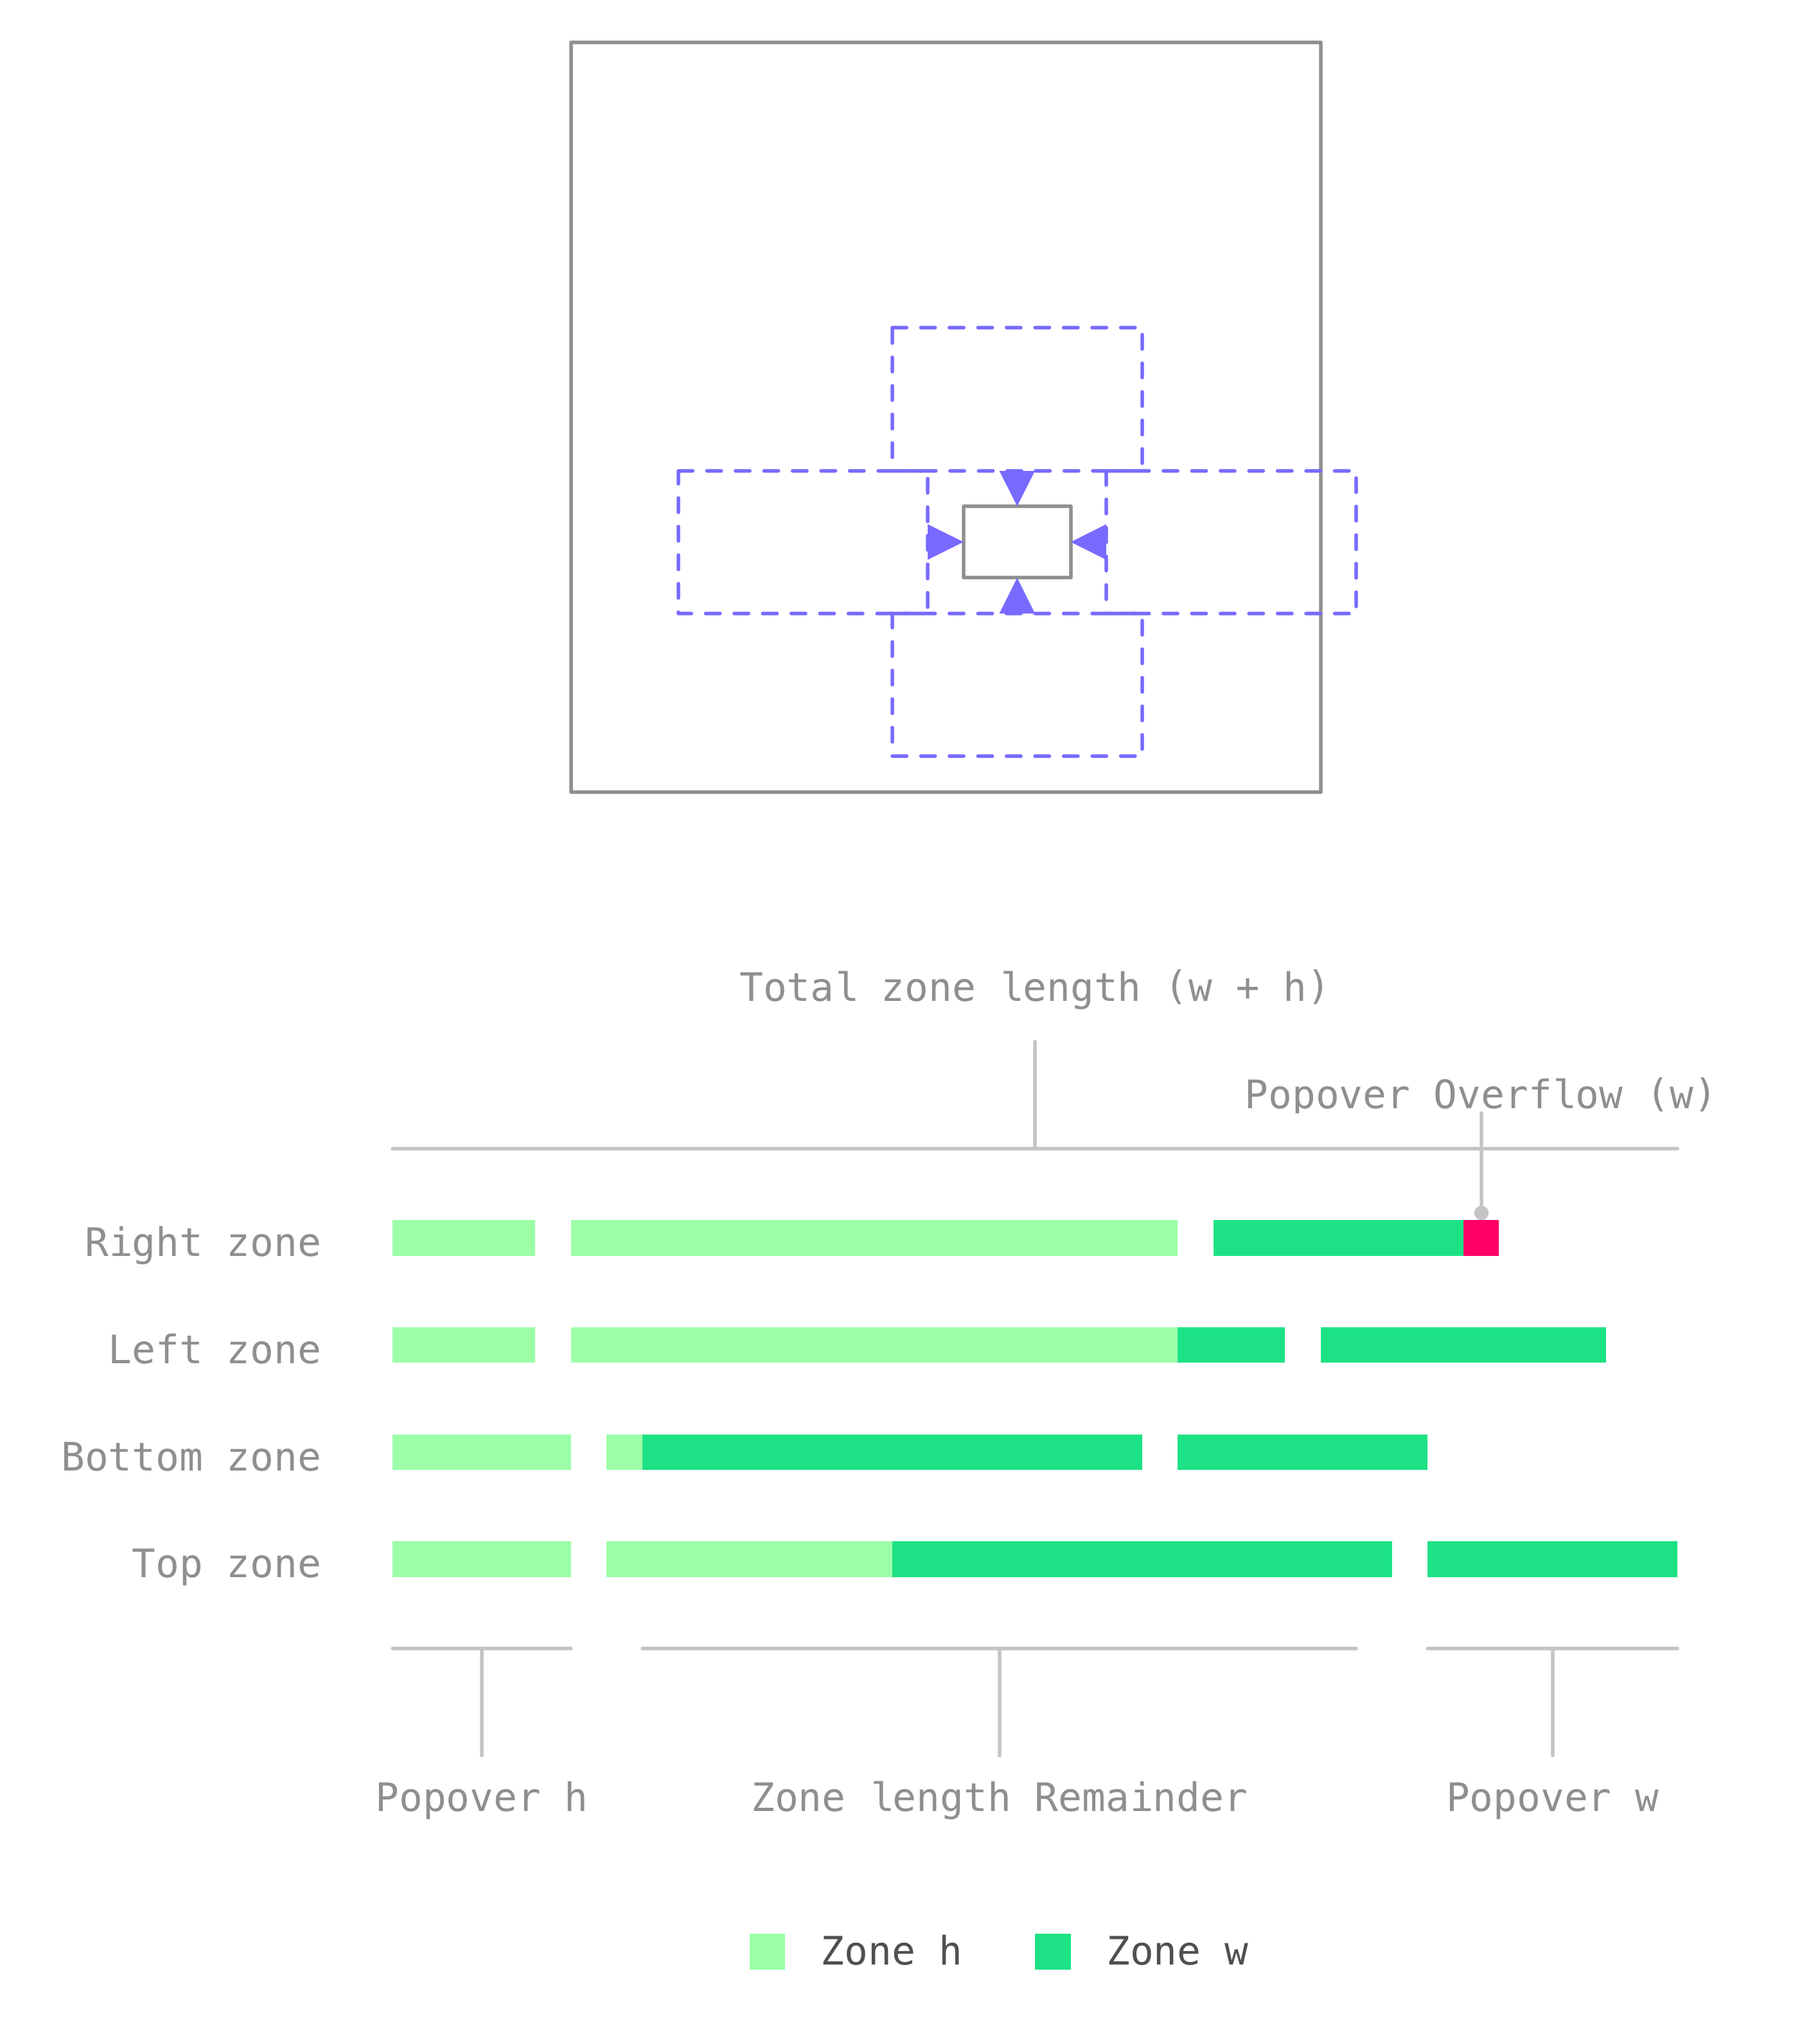 Total zone length (w + h)
Popover Overflow (w)
Right zone
Left zone
Bottom zone
Top zone
Popover h
Zone length Remainder
Popover w
Zone h
Zone w